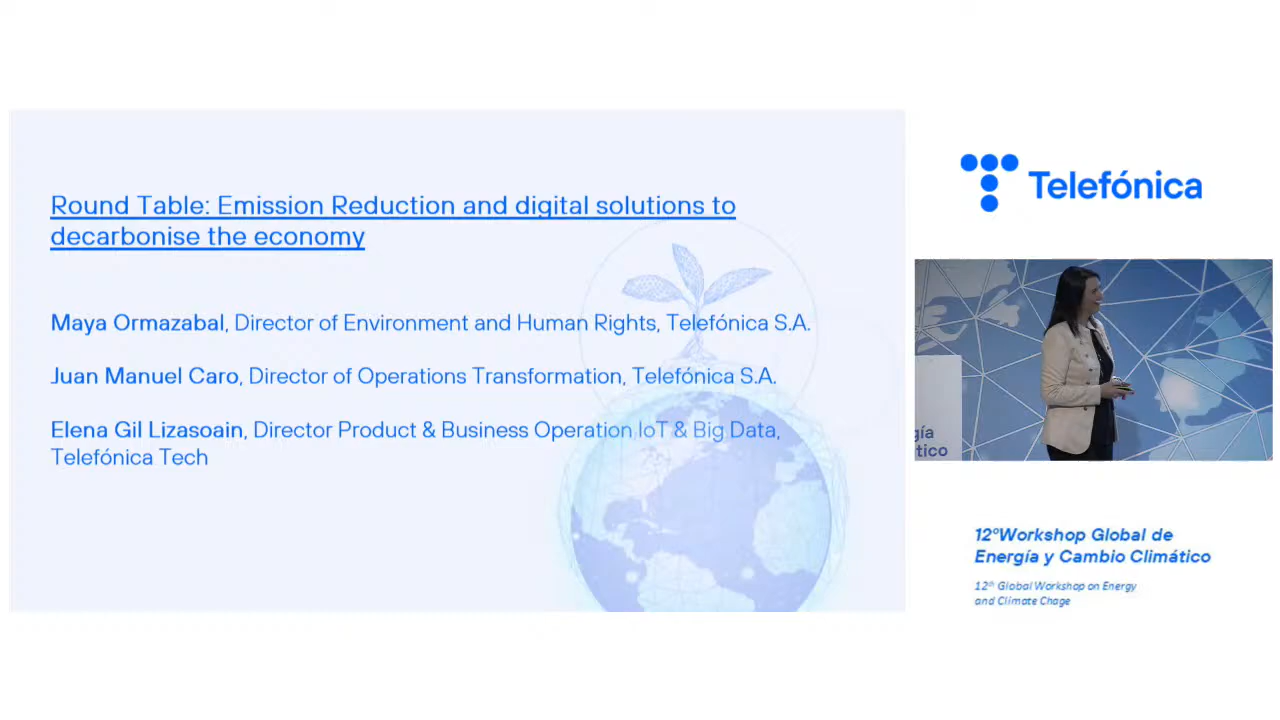 Round Table: Emission Reduction and digital solutions to
decarbonise the economy
Maya Ormazabal, Director of Environment and Human Rights, Telefónica S.A.
Juan Manuel Caro, Director of Operations Transformation, Telefónica S.A.
Elena Gil Lizasoain, Director Product & Business Operation,IoT & Big Data,
Telefónica Tech
Telefónica
gía
tico
12ºWorkshop Global de
Energía y Cambio Climático
12th Global Workshop on Energy
and Climate Chage